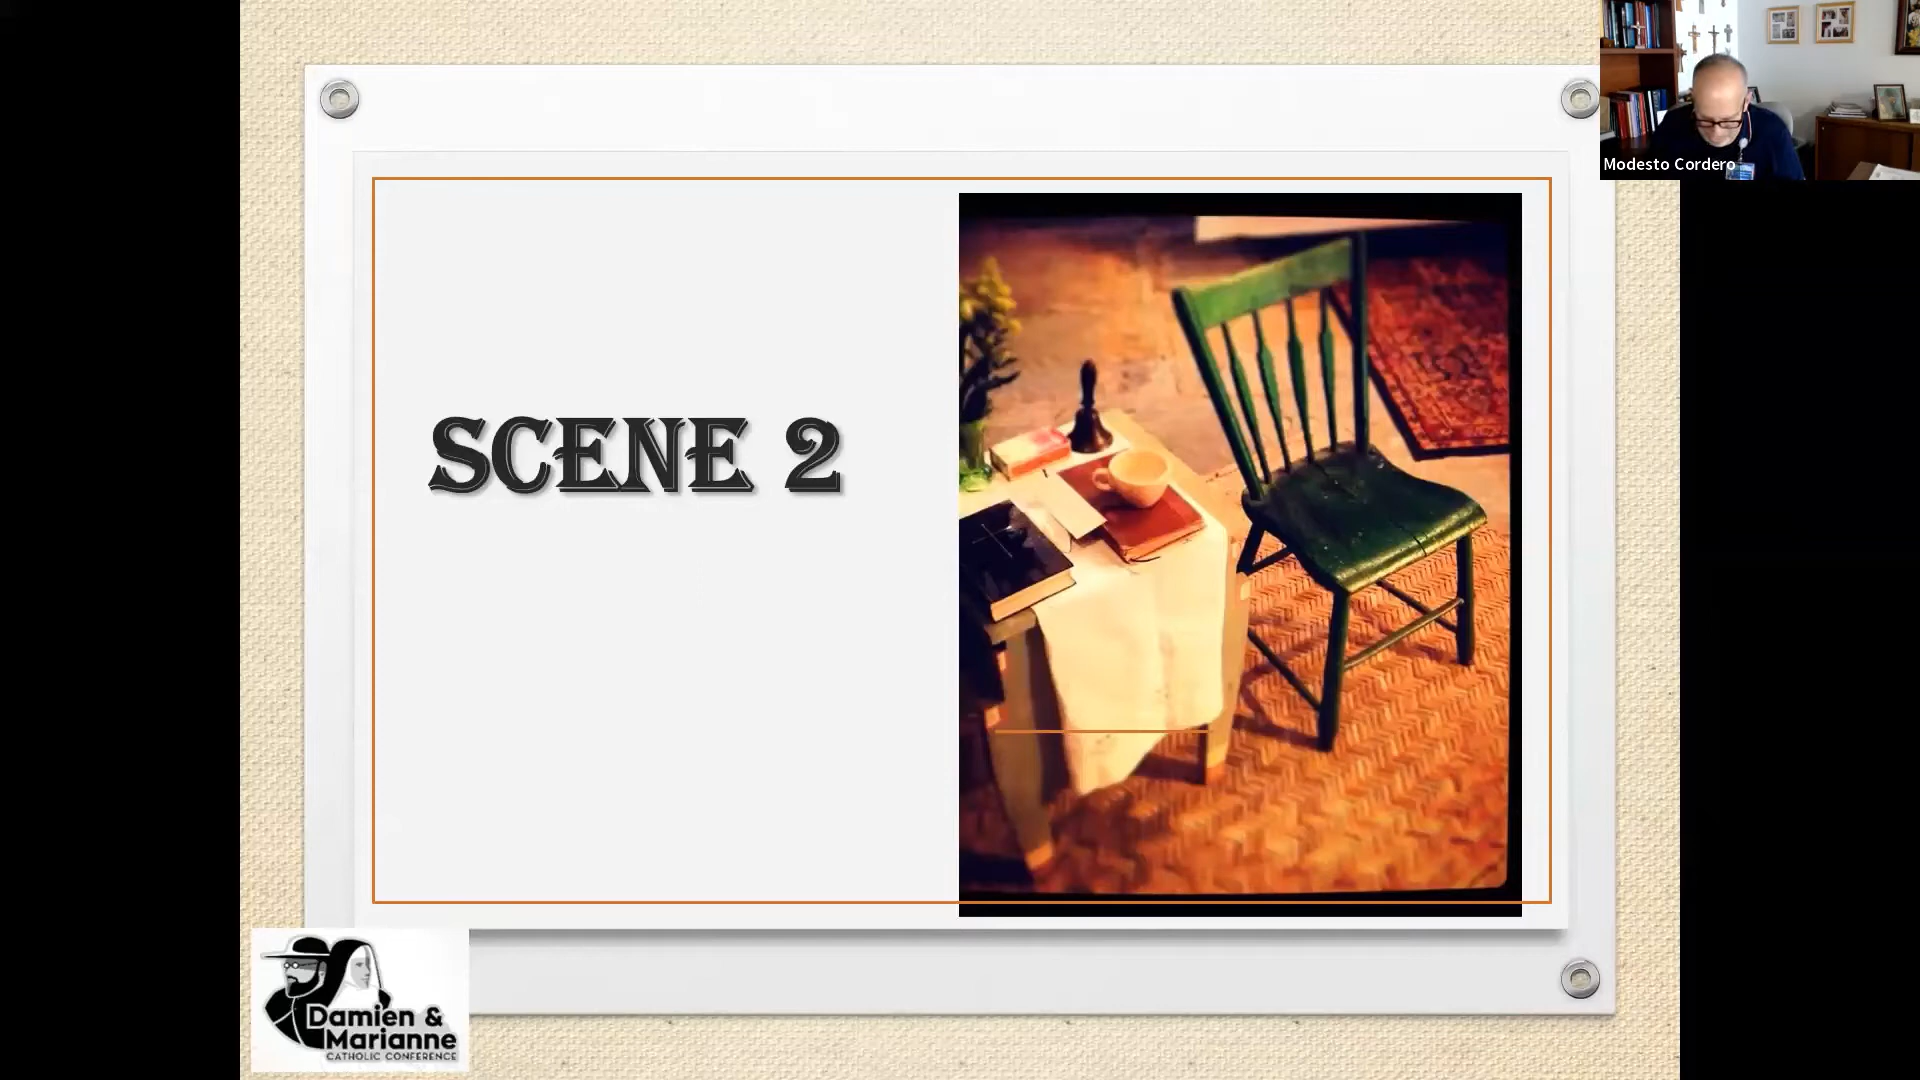 Modesto Cordero
SCENE 2
Damien &
Marianne
CATHOLIC CONFERENCE